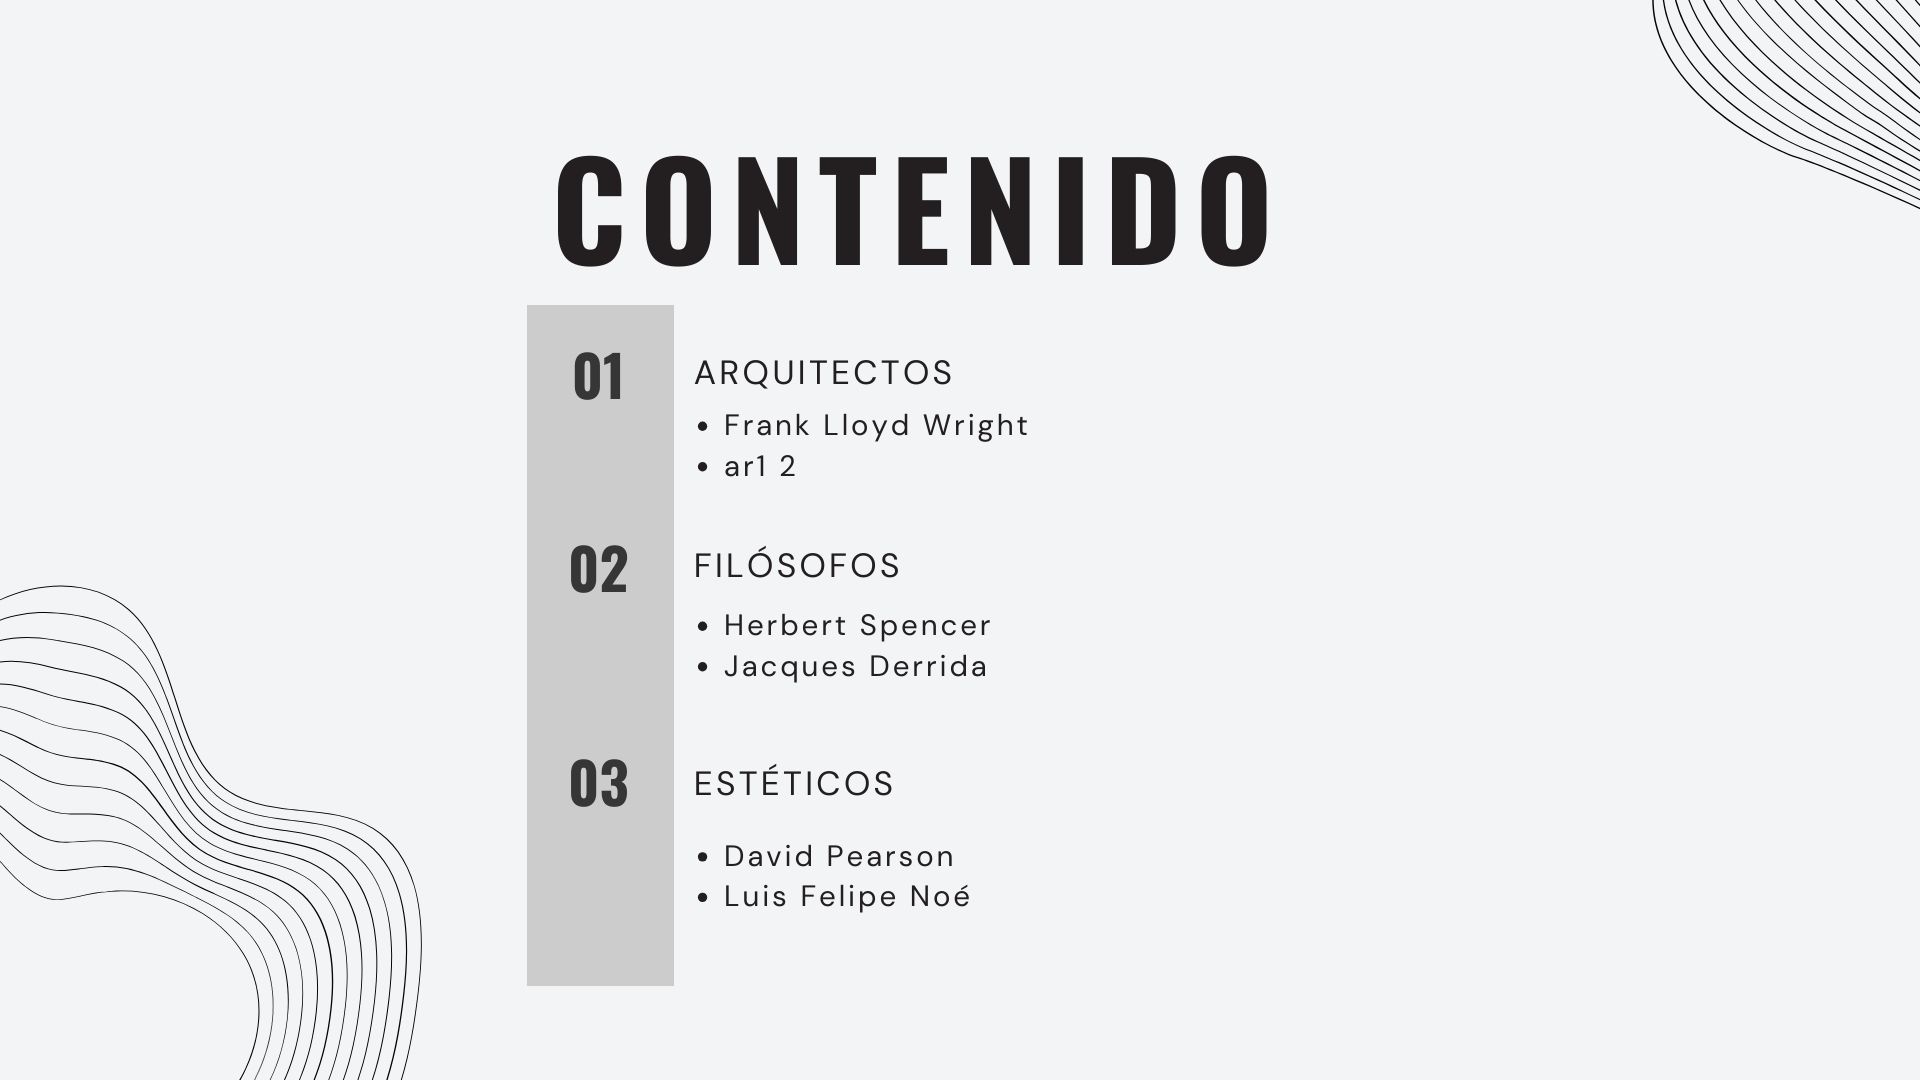 CONTENIDO
01
ARQUITECTOS
• Frank Lloyd Wright
• ar1 2
02
FILÓSOFOS
• Herbert Spencer
• Jacques Derrida
03
ESTÉTICOS
• David Pearson
• Luis Felipe Noé